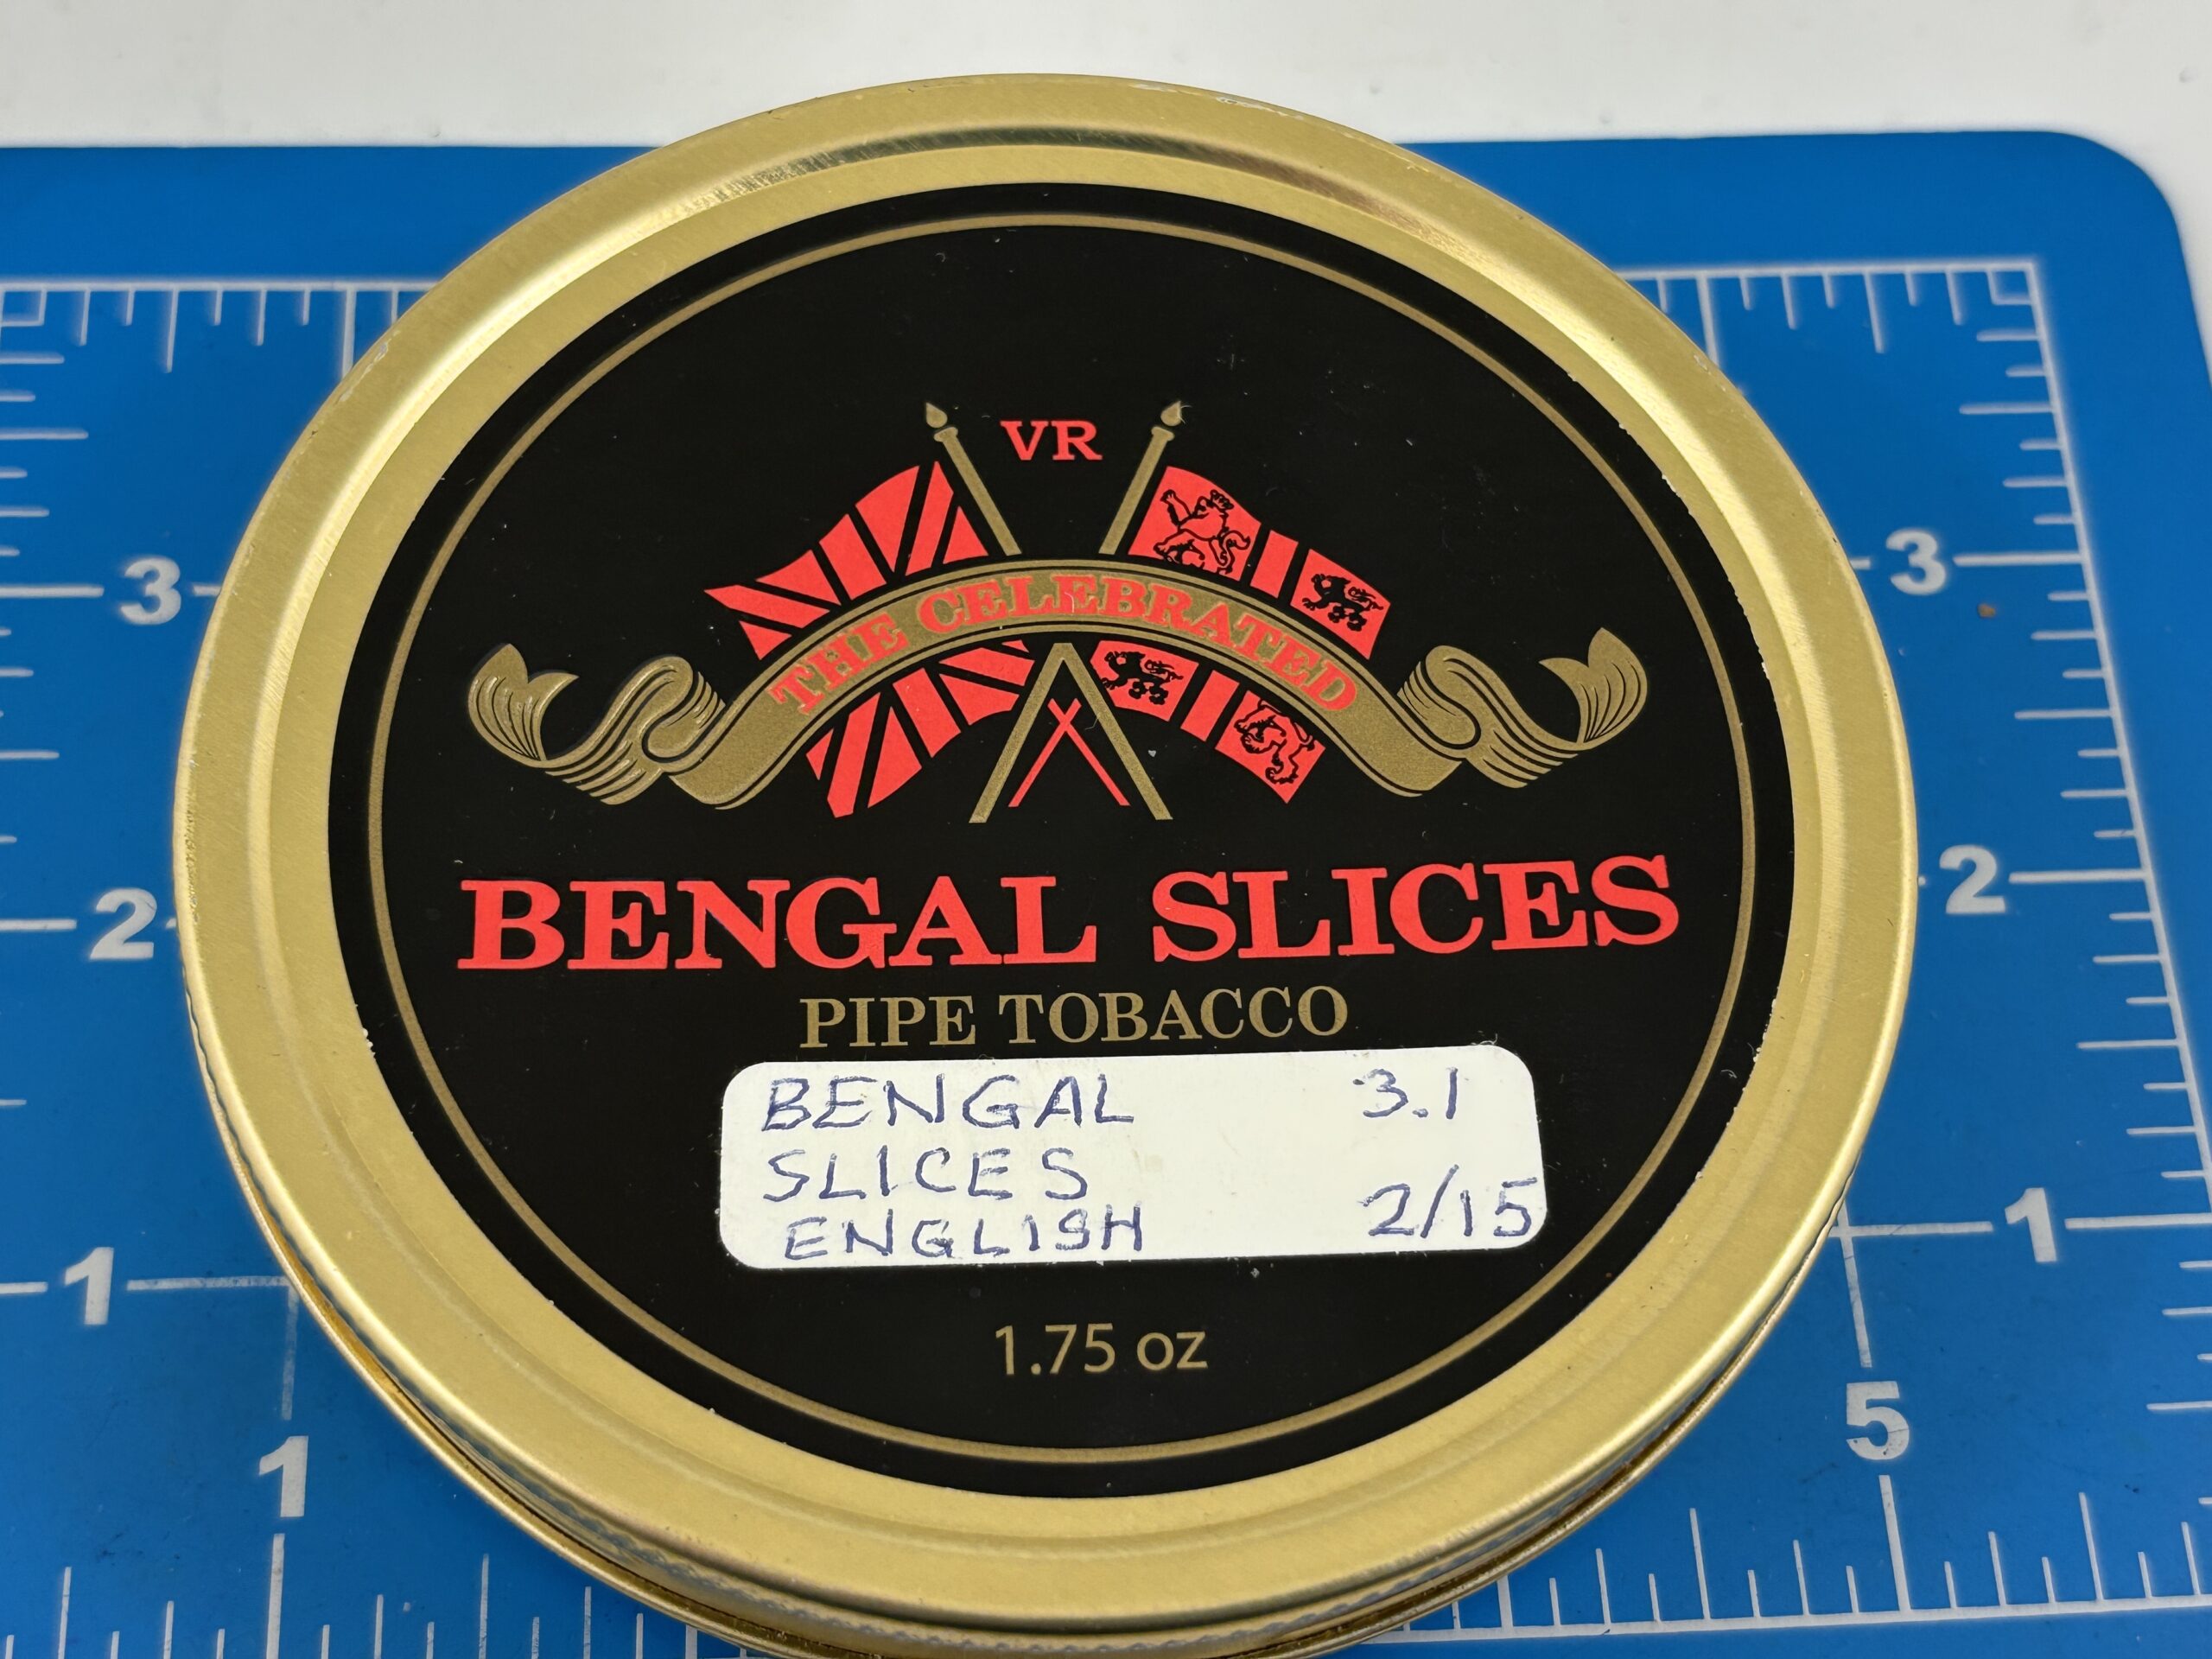 VR
THE CELEBRATED
BENGAL SLICES
PIPE TOBACCO
BENGAL 3.1
SLICES
ENGLISH 2/15
1.75 oz
3
3
2
2
1
1
1
5